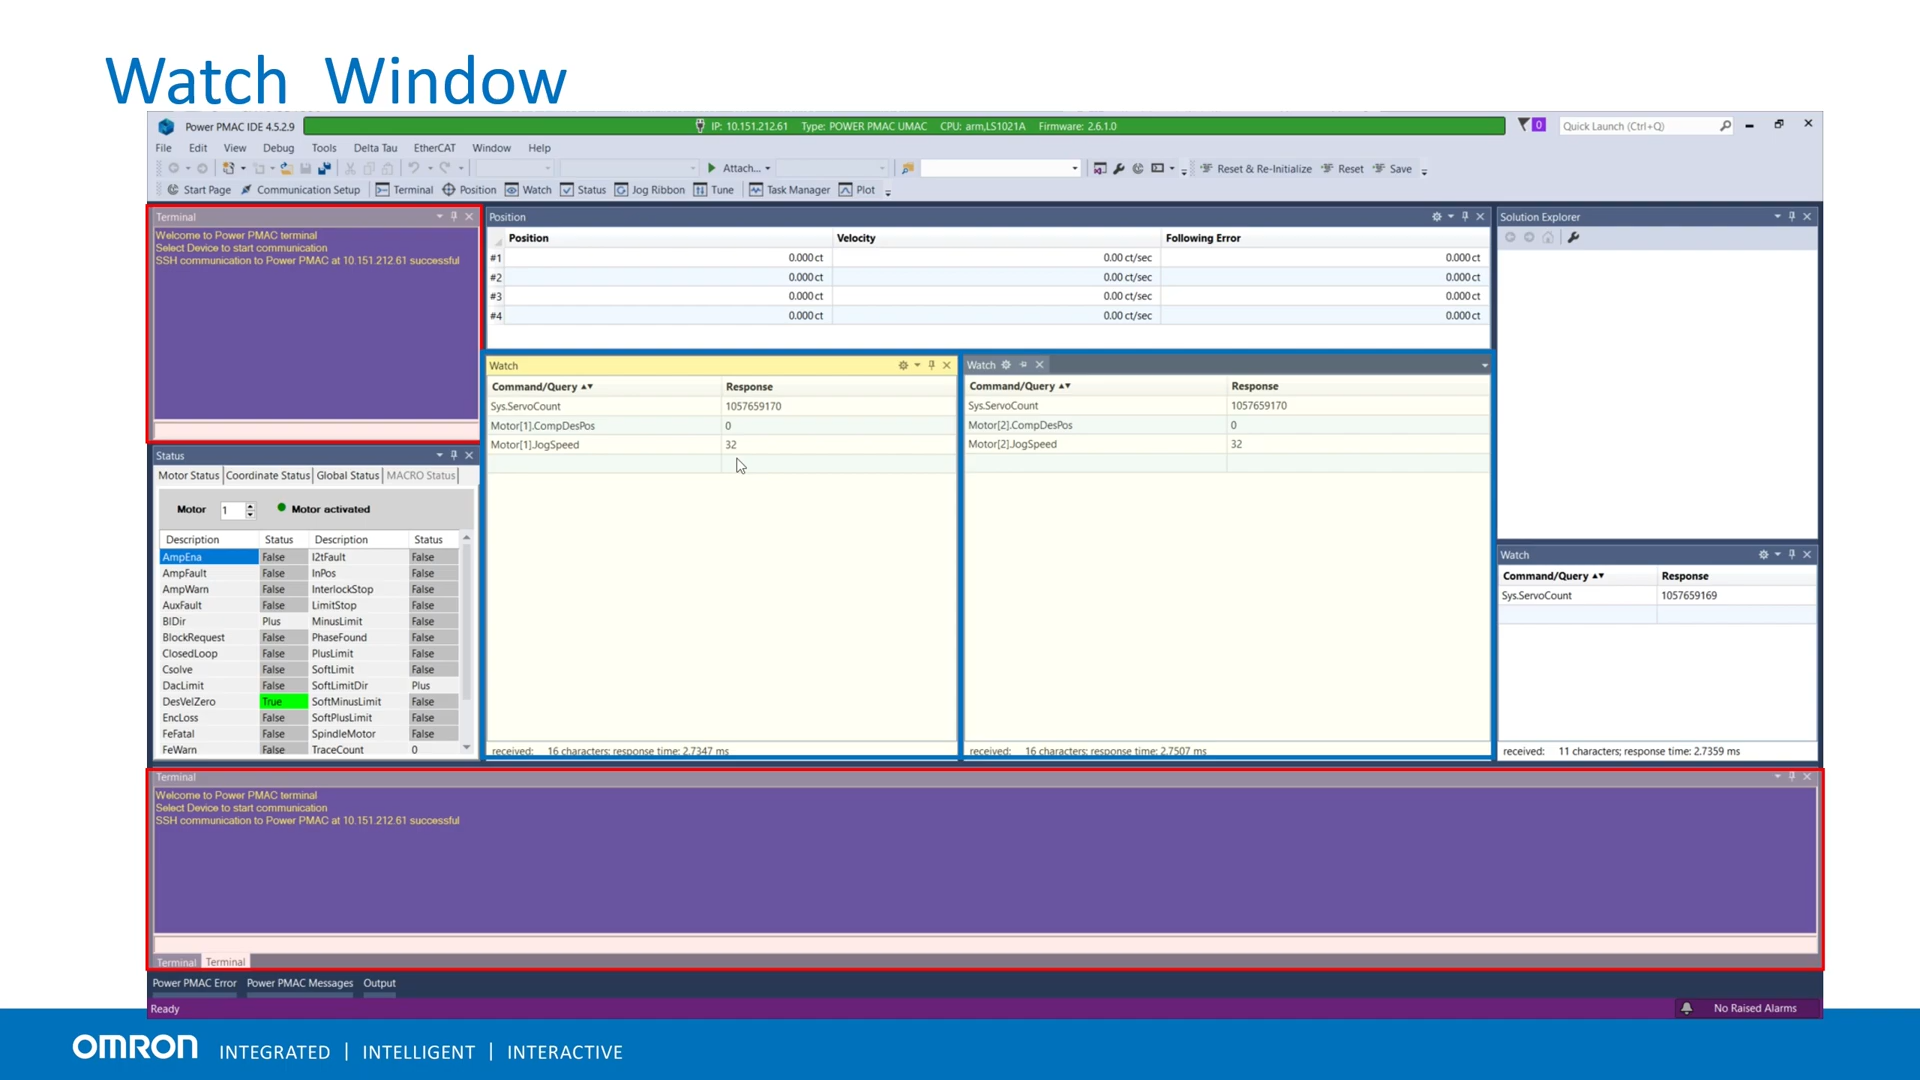 Watch Window
Power PMAC IDE 4.5.2.9
IP: 10.151.212.61 Type: POWER PMAC UMAC CPU: arm,LS1021A Firmware: 2.6.1.0
0
Quick Launch (Ctrl+Q)
File Edit View Debug Tools Delta Tau EtherCAT Window Help
Attach... Reset & Re-Initialize Reset Save
Start Page Communication Setup Terminal Position Watch Status Jog Ribbon Tune Task Manager Plot
Terminal
Welcome to Power PMAC terminal
Select Device to start communication
SSH communication to Power PMAC at 10.151.212.61 successful
Position
Position Velocity Following Error
#1 0.000 ct 0.00 ct/sec 0.000 ct
#2 0.000 ct 0.00 ct/sec 0.000 ct
#3 0.000 ct 0.00 ct/sec 0.000 ct
#4 0.000 ct 0.00 ct/sec 0.000 ct
Solution Explorer
Watch
Command/Query Response
Sys.ServoCount 1057659170
Motor[1].CompDesPos 0
Motor[1].JogSpeed 32
received: 16 characters; response time: 2.7347 ms
Watch
Command/Query Response
Sys.ServoCount 1057659170
Motor[2].CompDesPos 0
Motor[2].JogSpeed 32
received: 16 characters; response time: 2.7507 ms
Status
Motor Status Coordinate Status Global Status MACRO Status
Motor 1 Motor activated
Description Status Description Status
AmpEna False I2tFault False
AmpFault False InPos False
AmpWarn False InterlockStop False
AuxFault False LimitStop False
BlDir Plus MinusLimit False
BlockRequest False PhaseFound False
ClosedLoop False PlusLimit False
Csolve False SoftLimit False
DacLimit False SoftLimitDir Plus
DesVelZero True SoftMinusLimit False
EncLoss False SoftPlusLimit False
FeFatal False SpindleMotor False
FeWarn False TraceCount 0
Watch
Command/Query Response
Sys.ServoCount 1057659169
received: 11 characters; response time: 2.7359 ms
Terminal
Welcome to Power PMAC terminal
Select Device to start communication
SSH communication to Power PMAC at 10.151.212.61 successful
Terminal Terminal
Power PMAC Error Power PMAC Messages Output
Ready No Raised Alarms
OMRON INTEGRATED | INTELLIGENT | INTERACTIVE